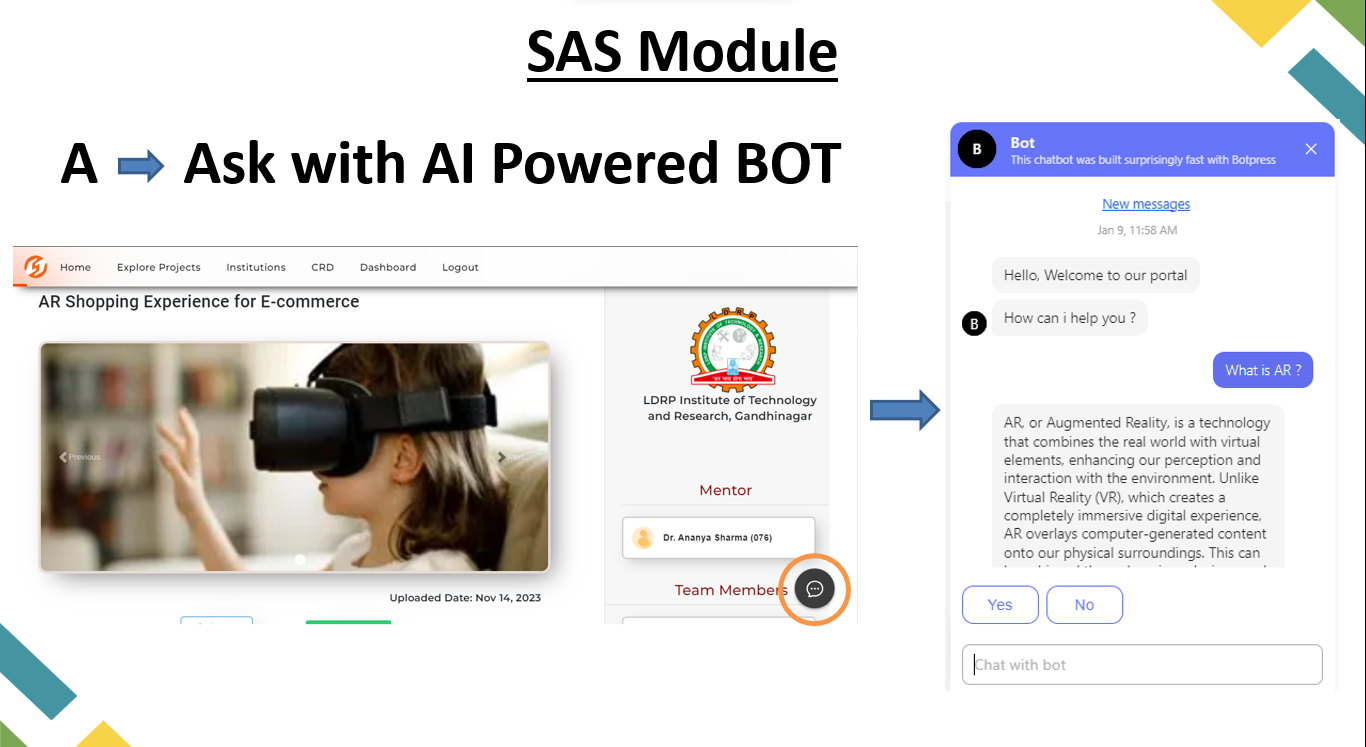 SAS Module
A Ask with AI Powered BOT
Home Explore Projects Institutions CRD Dashboard Logout
AR Shopping Experience for E-commerce
Previous
Next
LDRP
LDRP Institute of Technology
and Research, Gandhinagar
Mentor
Dr. Ananya Sharma (076)
Team Members
Uploaded Date: Nov 14, 2023
B
Bot
This chatbot was built surprisingly fast with Botpress
New messages
Jan 9, 11:58 AM
Hello, Welcome to our portal
B
How can i help you ?
What is AR ?
AR, or Augmented Reality, is a technology
that combines the real world with virtual
elements, enhancing our perception and
interaction with the environment. Unlike
Virtual Reality (VR), which creates a
completely immersive digital experience,
AR overlays computer-generated content
onto our physical surroundings. This can
Yes No
Chat with bot